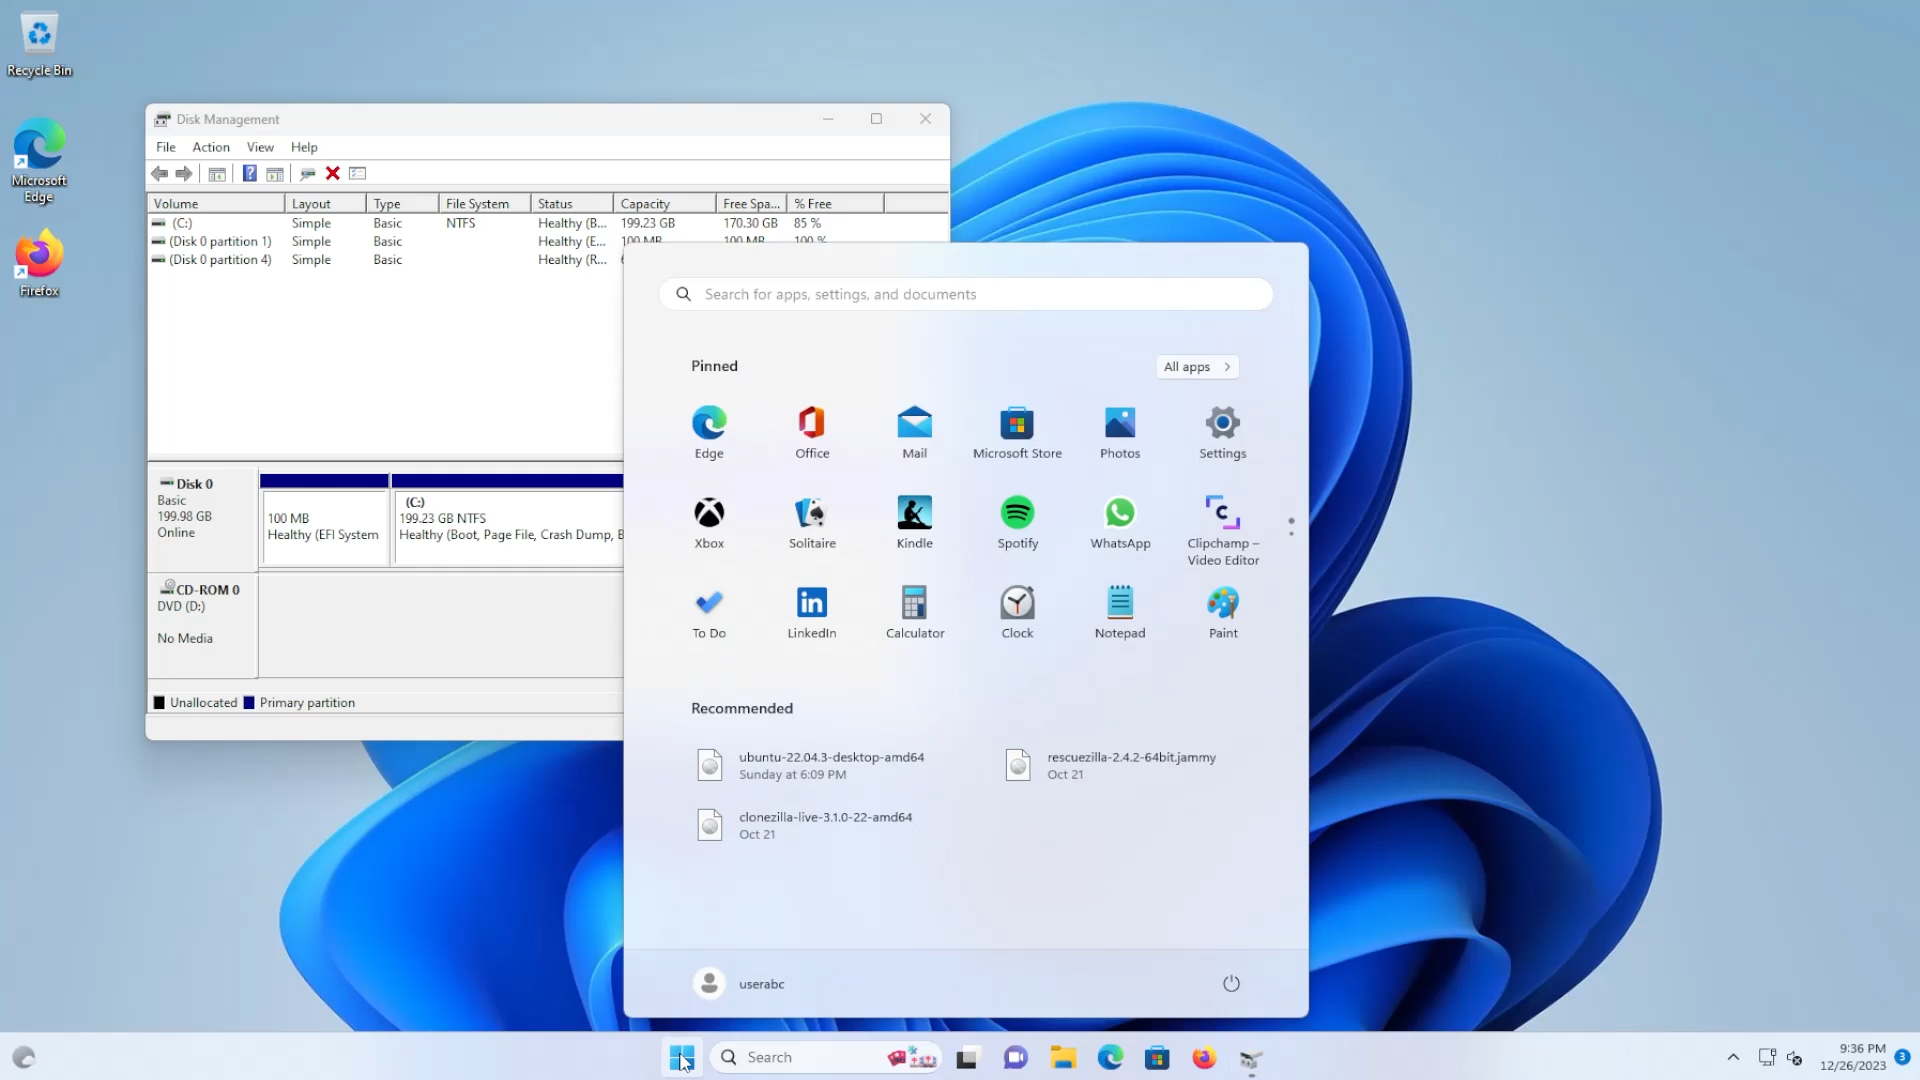 Recycle Bin
Microsoft
Edge
Firefox
Disk Management
File Action View Help
Volume Layout Type File System Status Capacity Free Spa... % Free
(C:) Simple Basic NTFS Healthy (B... 199.23 GB 170.30 GB 85 %
(Disk 0 partition 1) Simple Basic Healthy (E... 100 MB 100 MB 100 %
(Disk 0 partition 4) Simple Basic Healthy (R...
Disk 0
Basic
199.98 GB
Online
100 MB
Healthy (EFI System
(C:)
199.23 GB NTFS
Healthy (Boot, Page File, Crash Dump, B
CD-ROM 0
DVD (D:)
No Media
Unallocated Primary partition
Search for apps, settings, and documents
Pinned All apps
Edge Office Mail Microsoft Store Photos Settings
Xbox Solitaire Kindle Spotify WhatsApp Clipchamp –
Video Editor
To Do LinkedIn Calculator Clock Notepad Paint
Recommended
ubuntu-22.04.3-desktop-amd64
Sunday at 6:09 PM
rescuezilla-2.4.2-64bit.jammy
Oct 21
clonezilla-live-3.1.0-22-amd64
Oct 21
userabc
Search
9:36 PM
12/26/2023
3